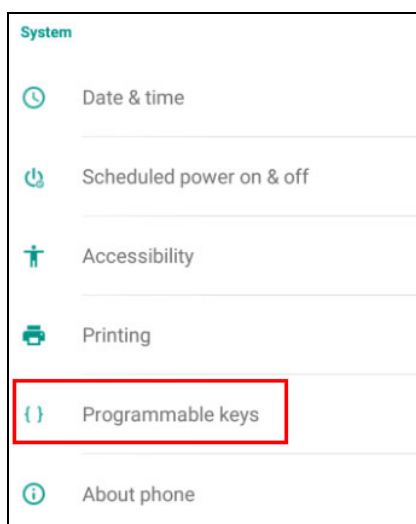 System
Date & time
Scheduled power on & off
Accessibility
Printing
{ } Programmable keys
About phone